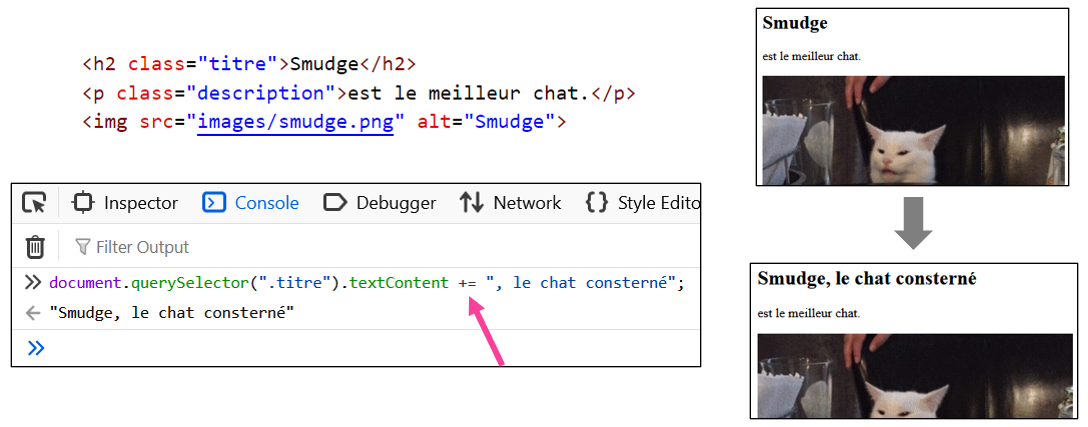 <h2 class="titre">Smudge</h2>
<p class="description">est le meilleur chat.</p>
<img src="images/smudge.png" alt="Smudge">
Inspector Console Debugger Network {} Style Edito
Filter Output
>> document.querySelector(".titre").textContent += ", le chat consterné";
← "Smudge, le chat consterné"
>>
Smudge
est le meilleur chat.
Smudge, le chat consterné
est le meilleur chat.